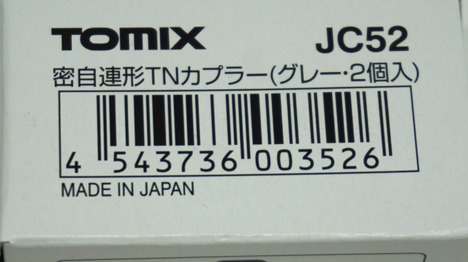 TOMIX JC52
密自連形TNカプラー(グレー・2個入)
4 543736 003526
MADE IN JAPAN